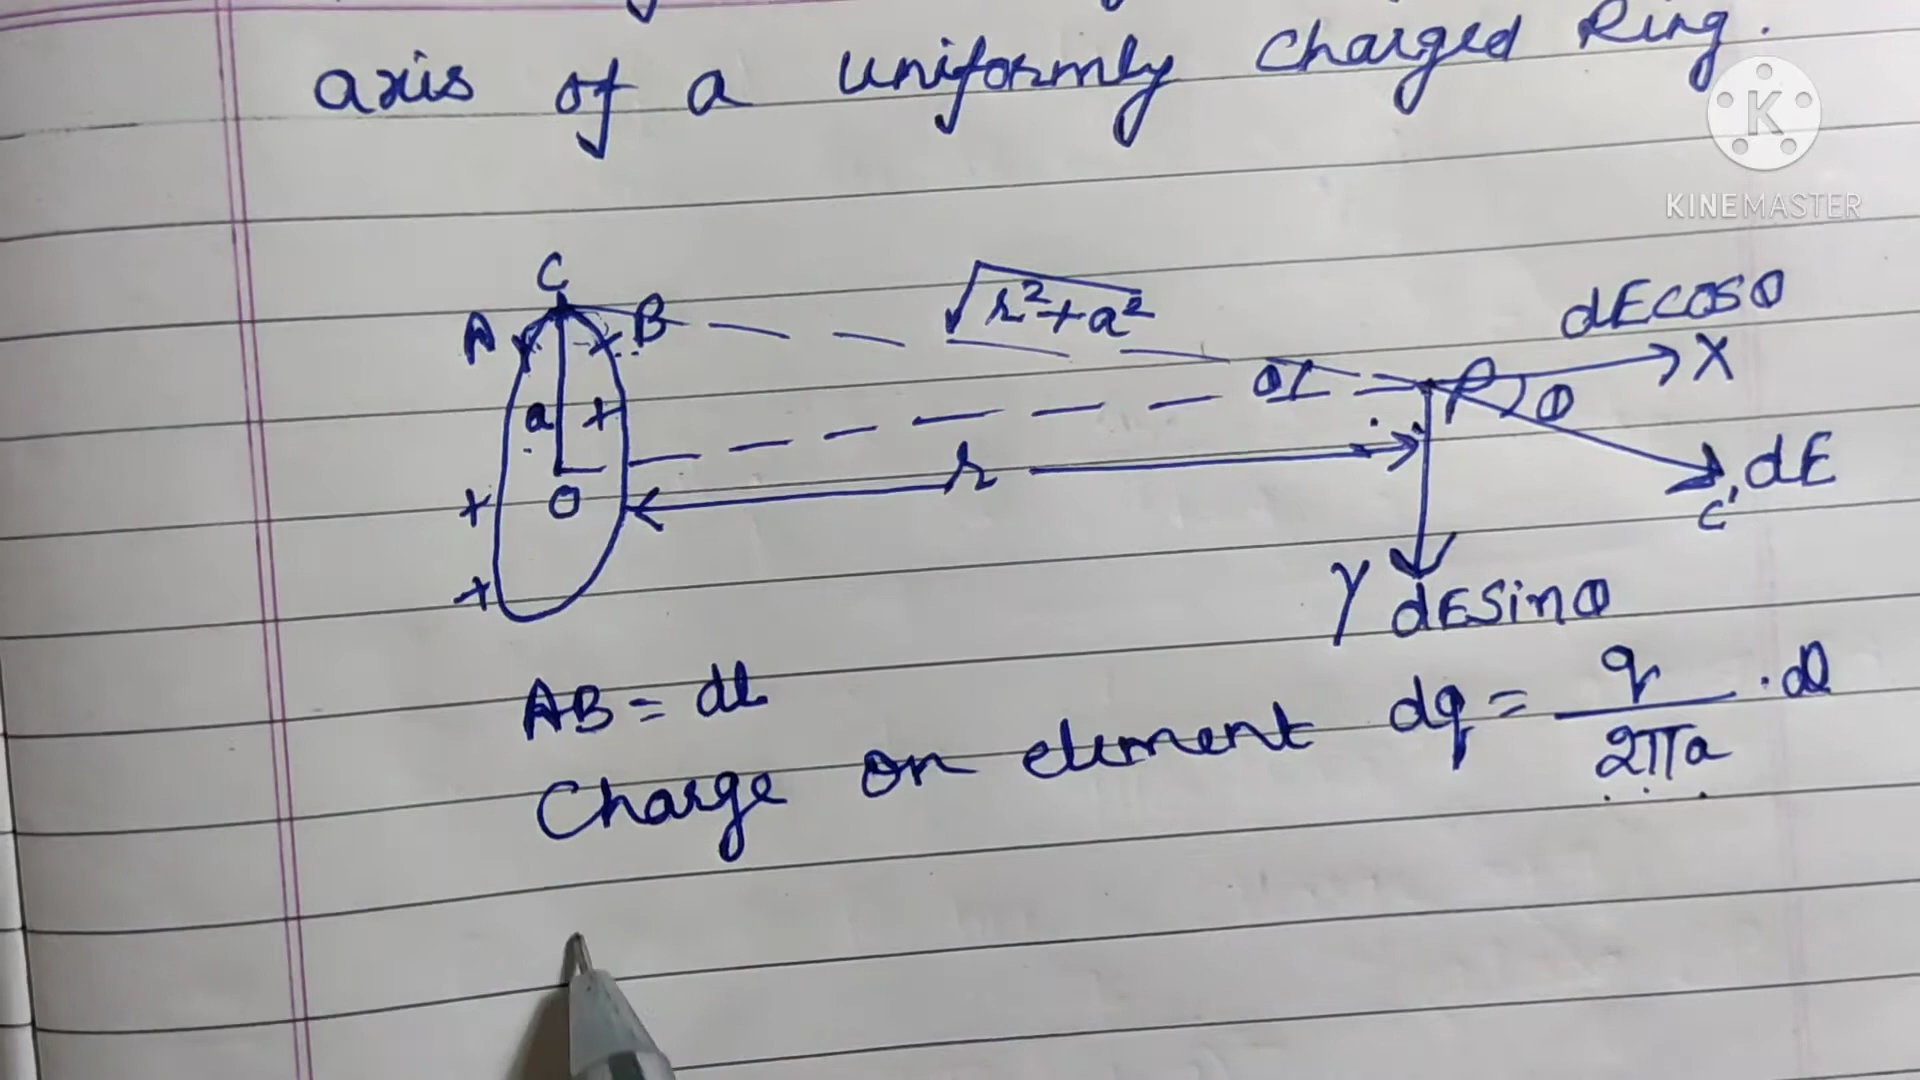 axis of a uniformly charged Ring.
K
KINEMASTER
C
A B √r²+a² dEcosθ
X
a + θ P θ
r dE
+ O C'
+ Y dESinθ
AB = dl
Charge on element dq = q/2πa . dl